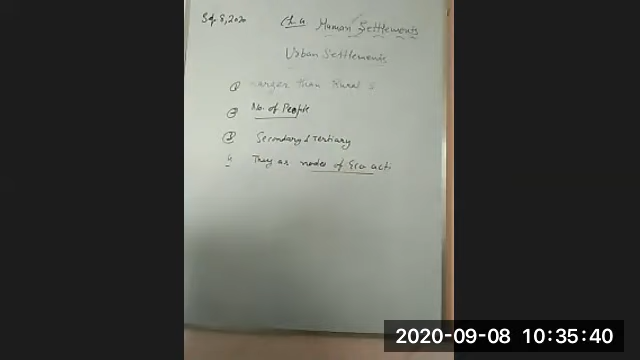 Sep. 8, 2020 Ch. 4 Human Settlements
Urban Settlements
① Larger than Rural S
② No. of People
③ Secondary & Tertiary
4 They as nodes of Eco acti
2020-09-08 10:35:40